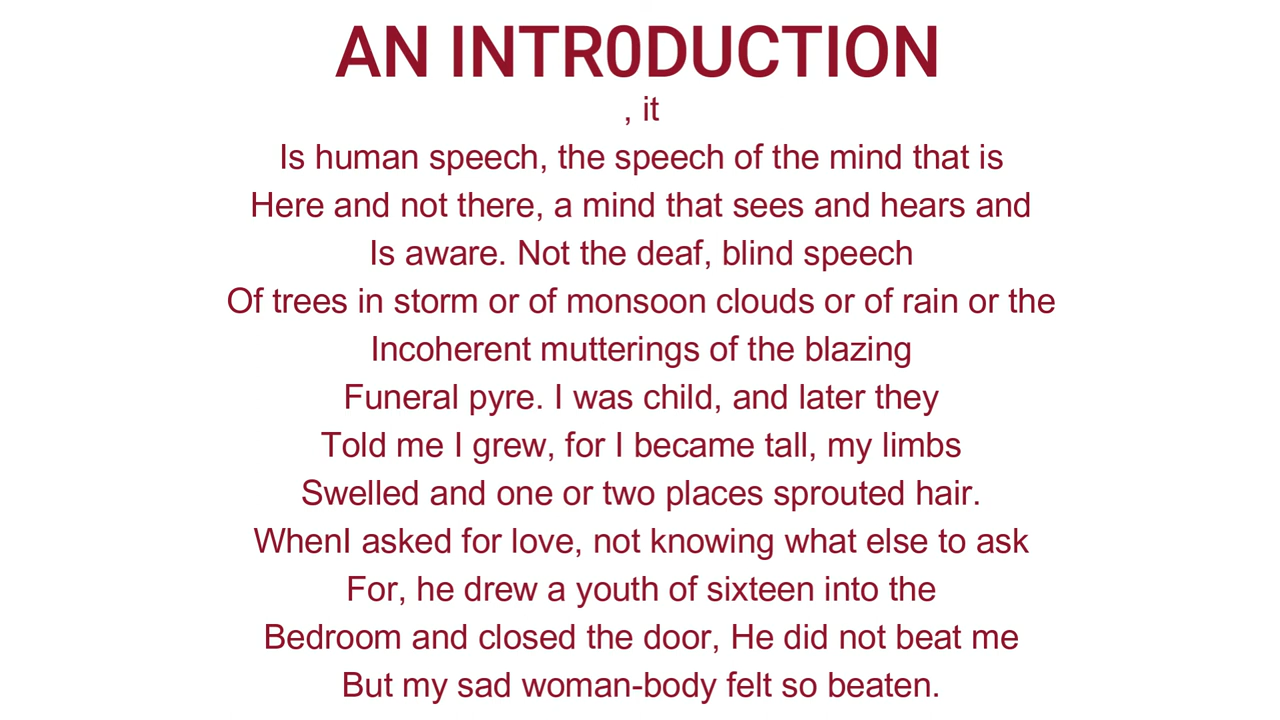 AN INTR0DUCTION
, it
Is human speech, the speech of the mind that is
Here and not there, a mind that sees and hears and
Is aware. Not the deaf, blind speech
Of trees in storm or of monsoon clouds or of rain or the
Incoherent mutterings of the blazing
Funeral pyre. I was child, and later they
Told me I grew, for I became tall, my limbs
Swelled and one or two places sprouted hair.
WhenI asked for love, not knowing what else to ask
For, he drew a youth of sixteen into the
Bedroom and closed the door, He did not beat me
But my sad woman-body felt so beaten.